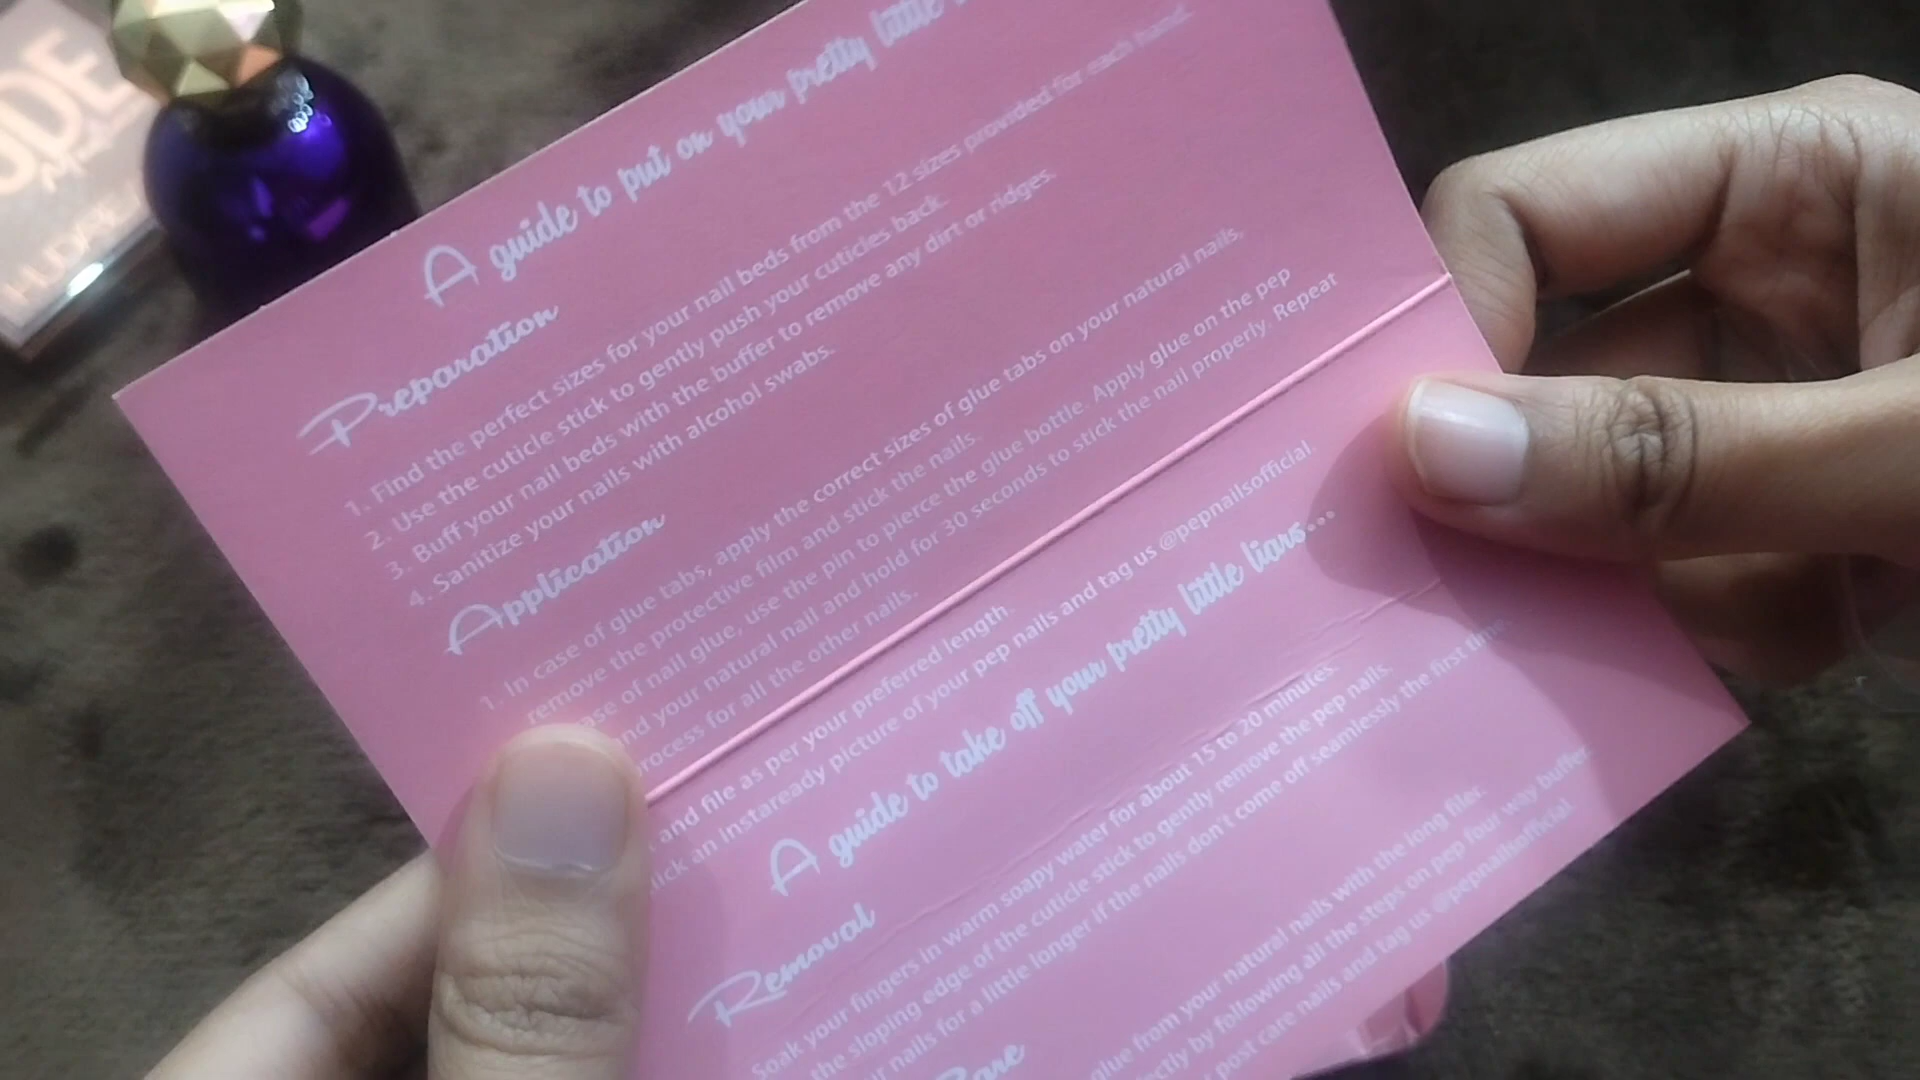 UDE
HUDA
A guide to put on your pretty little
Preparation
1. Find the perfect sizes for your nail beds from the 12 sizes provided for each hand.
2. Use the cuticle stick to gently push your cuticles back.
3. Buff your nail beds with the buffer to remove any dirt or ridges.
4. Sanitize your nails with alcohol swabs.
Application
1. In case of glue tabs, apply the correct sizes of glue tabs on your natural nails,
remove the protective film and stick the nails.
ase of nail glue, use the pin to pierce the glue bottle. Apply glue on the pep
nd your natural nail and hold for 30 seconds to stick the nail properly. Repeat
rocess for all the other nails.
and file as per your preferred length.
lick an instaready picture of your pep nails and tag us @pepnailsofficial.
A guide to take off your pretty little liars...
Removal
Soak your fingers in warm soapy water for about 15 to 20 minutes.
the sloping edge of the cuticle stick to gently remove the pep nails.
ur nails for a little longer if the nails don't come off seamlessly the first time.
Care
glue from your natural nails with the long filer.
ectly by following all the steps on pep four way buffer.
post care nails and tag us @pepnailsofficial.